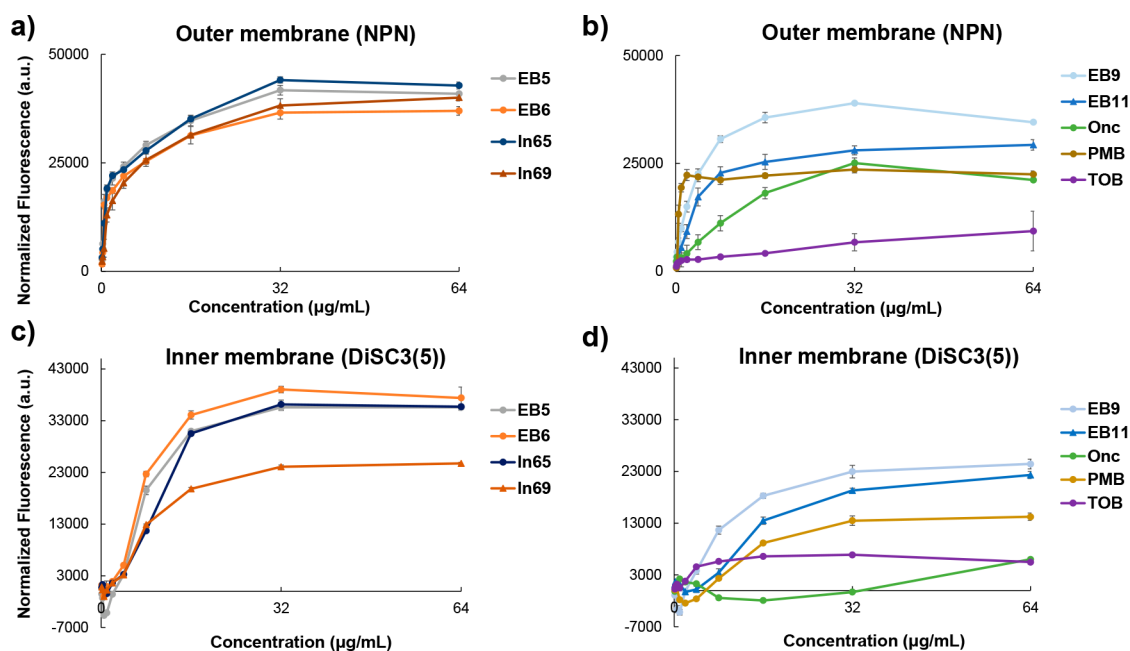 a)
Outer membrane (NPN)
Normalized Fluorescence (a.u.)
50000
25000
0
0
32
64
Concentration (µg/mL)
EB5
EB6
In65
In69
b)
Outer membrane (NPN)
50000
25000
0
0
32
64
Concentration (µg/mL)
EB9
EB11
Onc
PMB
TOB
c)
Inner membrane (DiSC3(5))
Normalized Fluorescence (a.u.)
43000
33000
23000
13000
3000
-7000
0
32
64
Concentration (µg/mL)
EB5
EB6
In65
In69
d)
Inner membrane (DiSC3(5))
43000
33000
23000
13000
3000
-7000
0
32
64
Concentration (µg/mL)
EB9
EB11
Onc
PMB
TOB